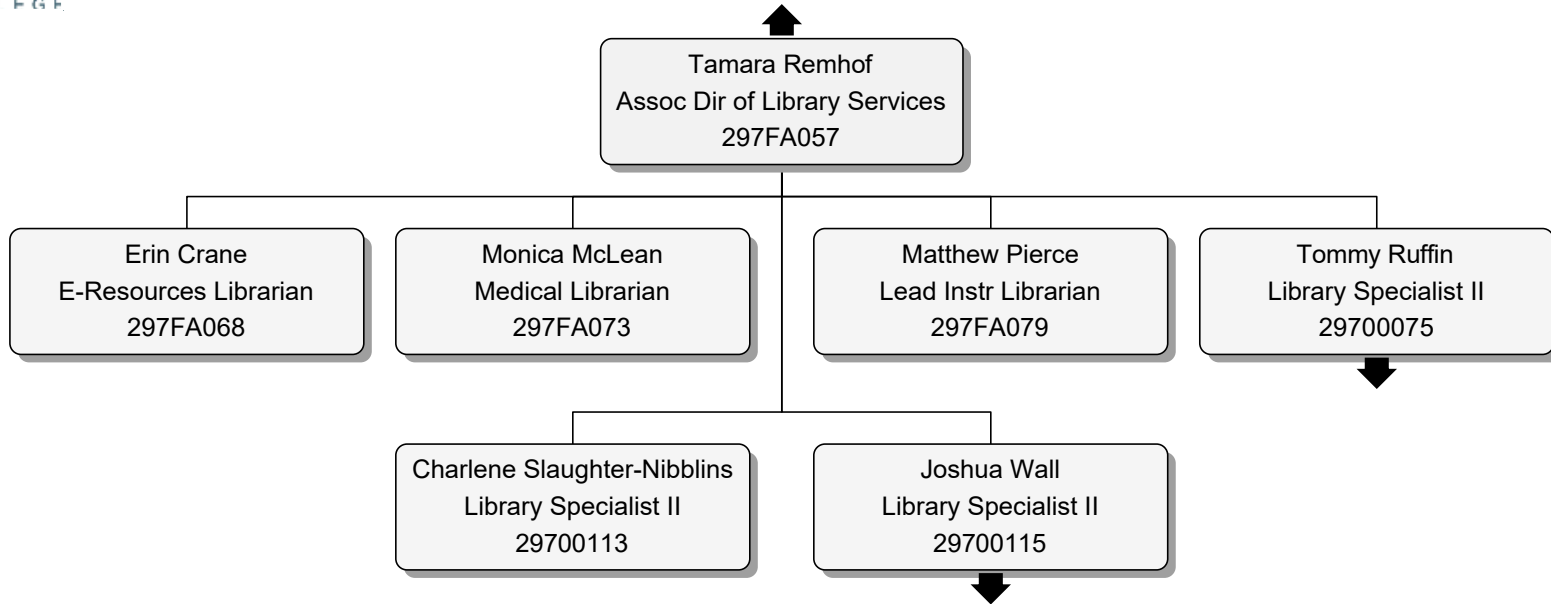 Tamara Remhof
Assoc Dir of Library Services
297FA057
Erin Crane
E-Resources Librarian
297FA068
Monica McLean
Medical Librarian
297FA073
Matthew Pierce
Lead Instr Librarian
297FA079
Tommy Ruffin
Library Specialist II
29700075
Charlene Slaughter-Nibblins
Library Specialist II
29700113
Joshua Wall
Library Specialist II
29700115